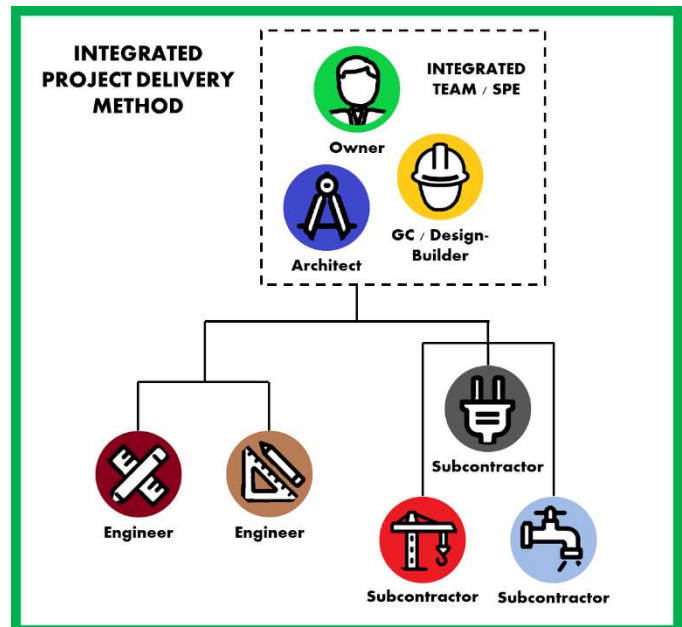 INTEGRATED
PROJECT DELIVERY
METHOD
INTEGRATED
TEAM / SPE
Owner
GC / Design-
Builder
Architect
Subcontractor
Engineer
Engineer
Subcontractor
Subcontractor